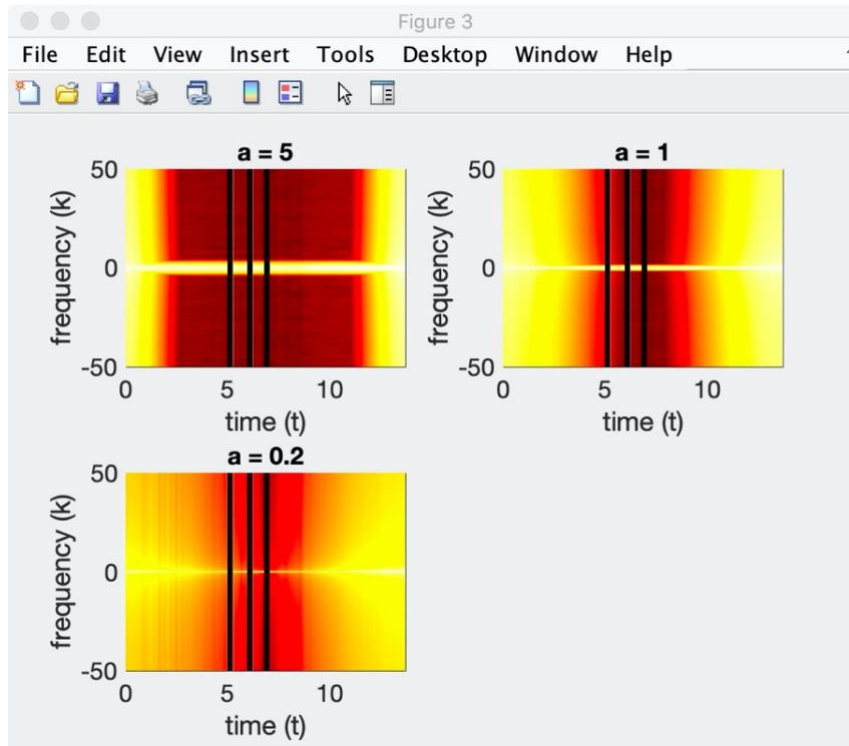 Figure 3
File Edit View Insert Tools Desktop Window Help
a = 5
50
0
-50
frequency (k)
0 5 10
time (t)
a = 1
50
0
-50
frequency (k)
0 5 10
time (t)
a = 0.2
50
0
-50
frequency (k)
0 5 10
time (t)